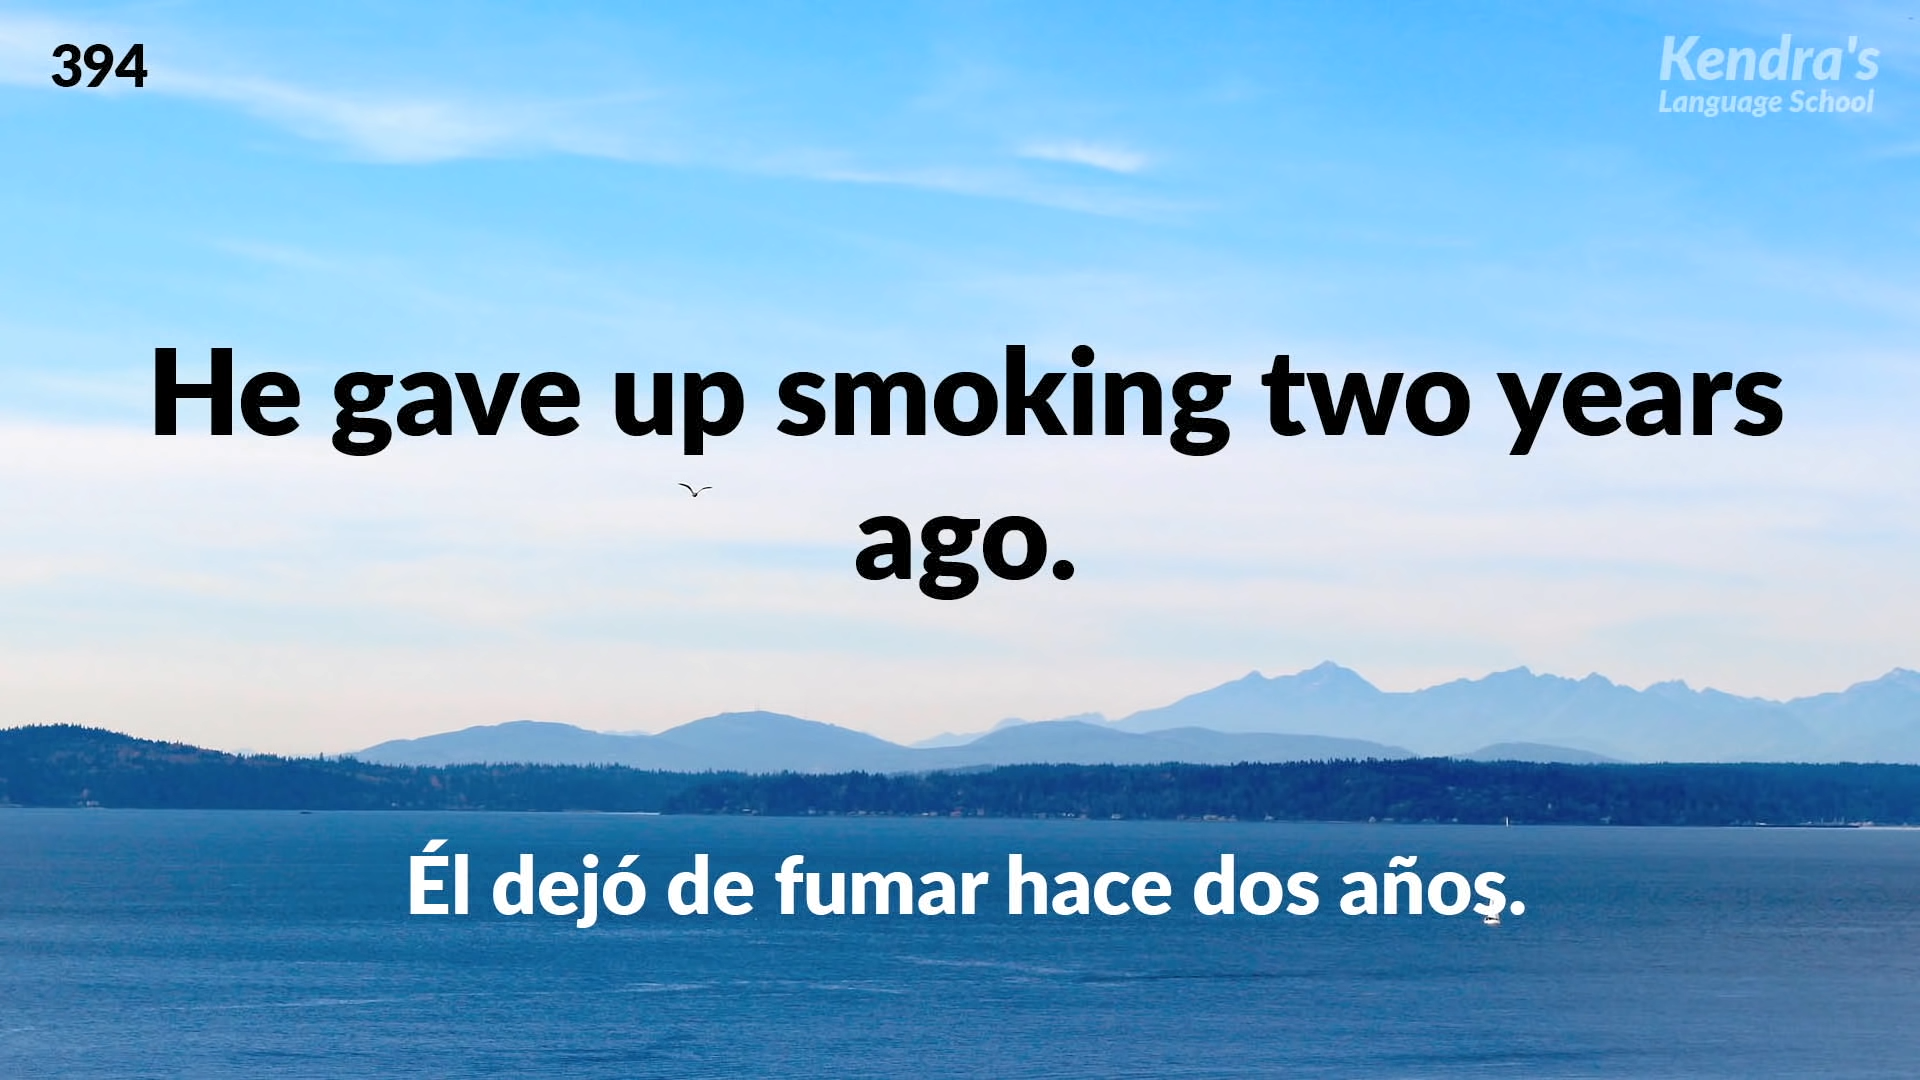 394
Kendra's
Language School
He gave up smoking two years
ago.
Él dejó de fumar hace dos años.